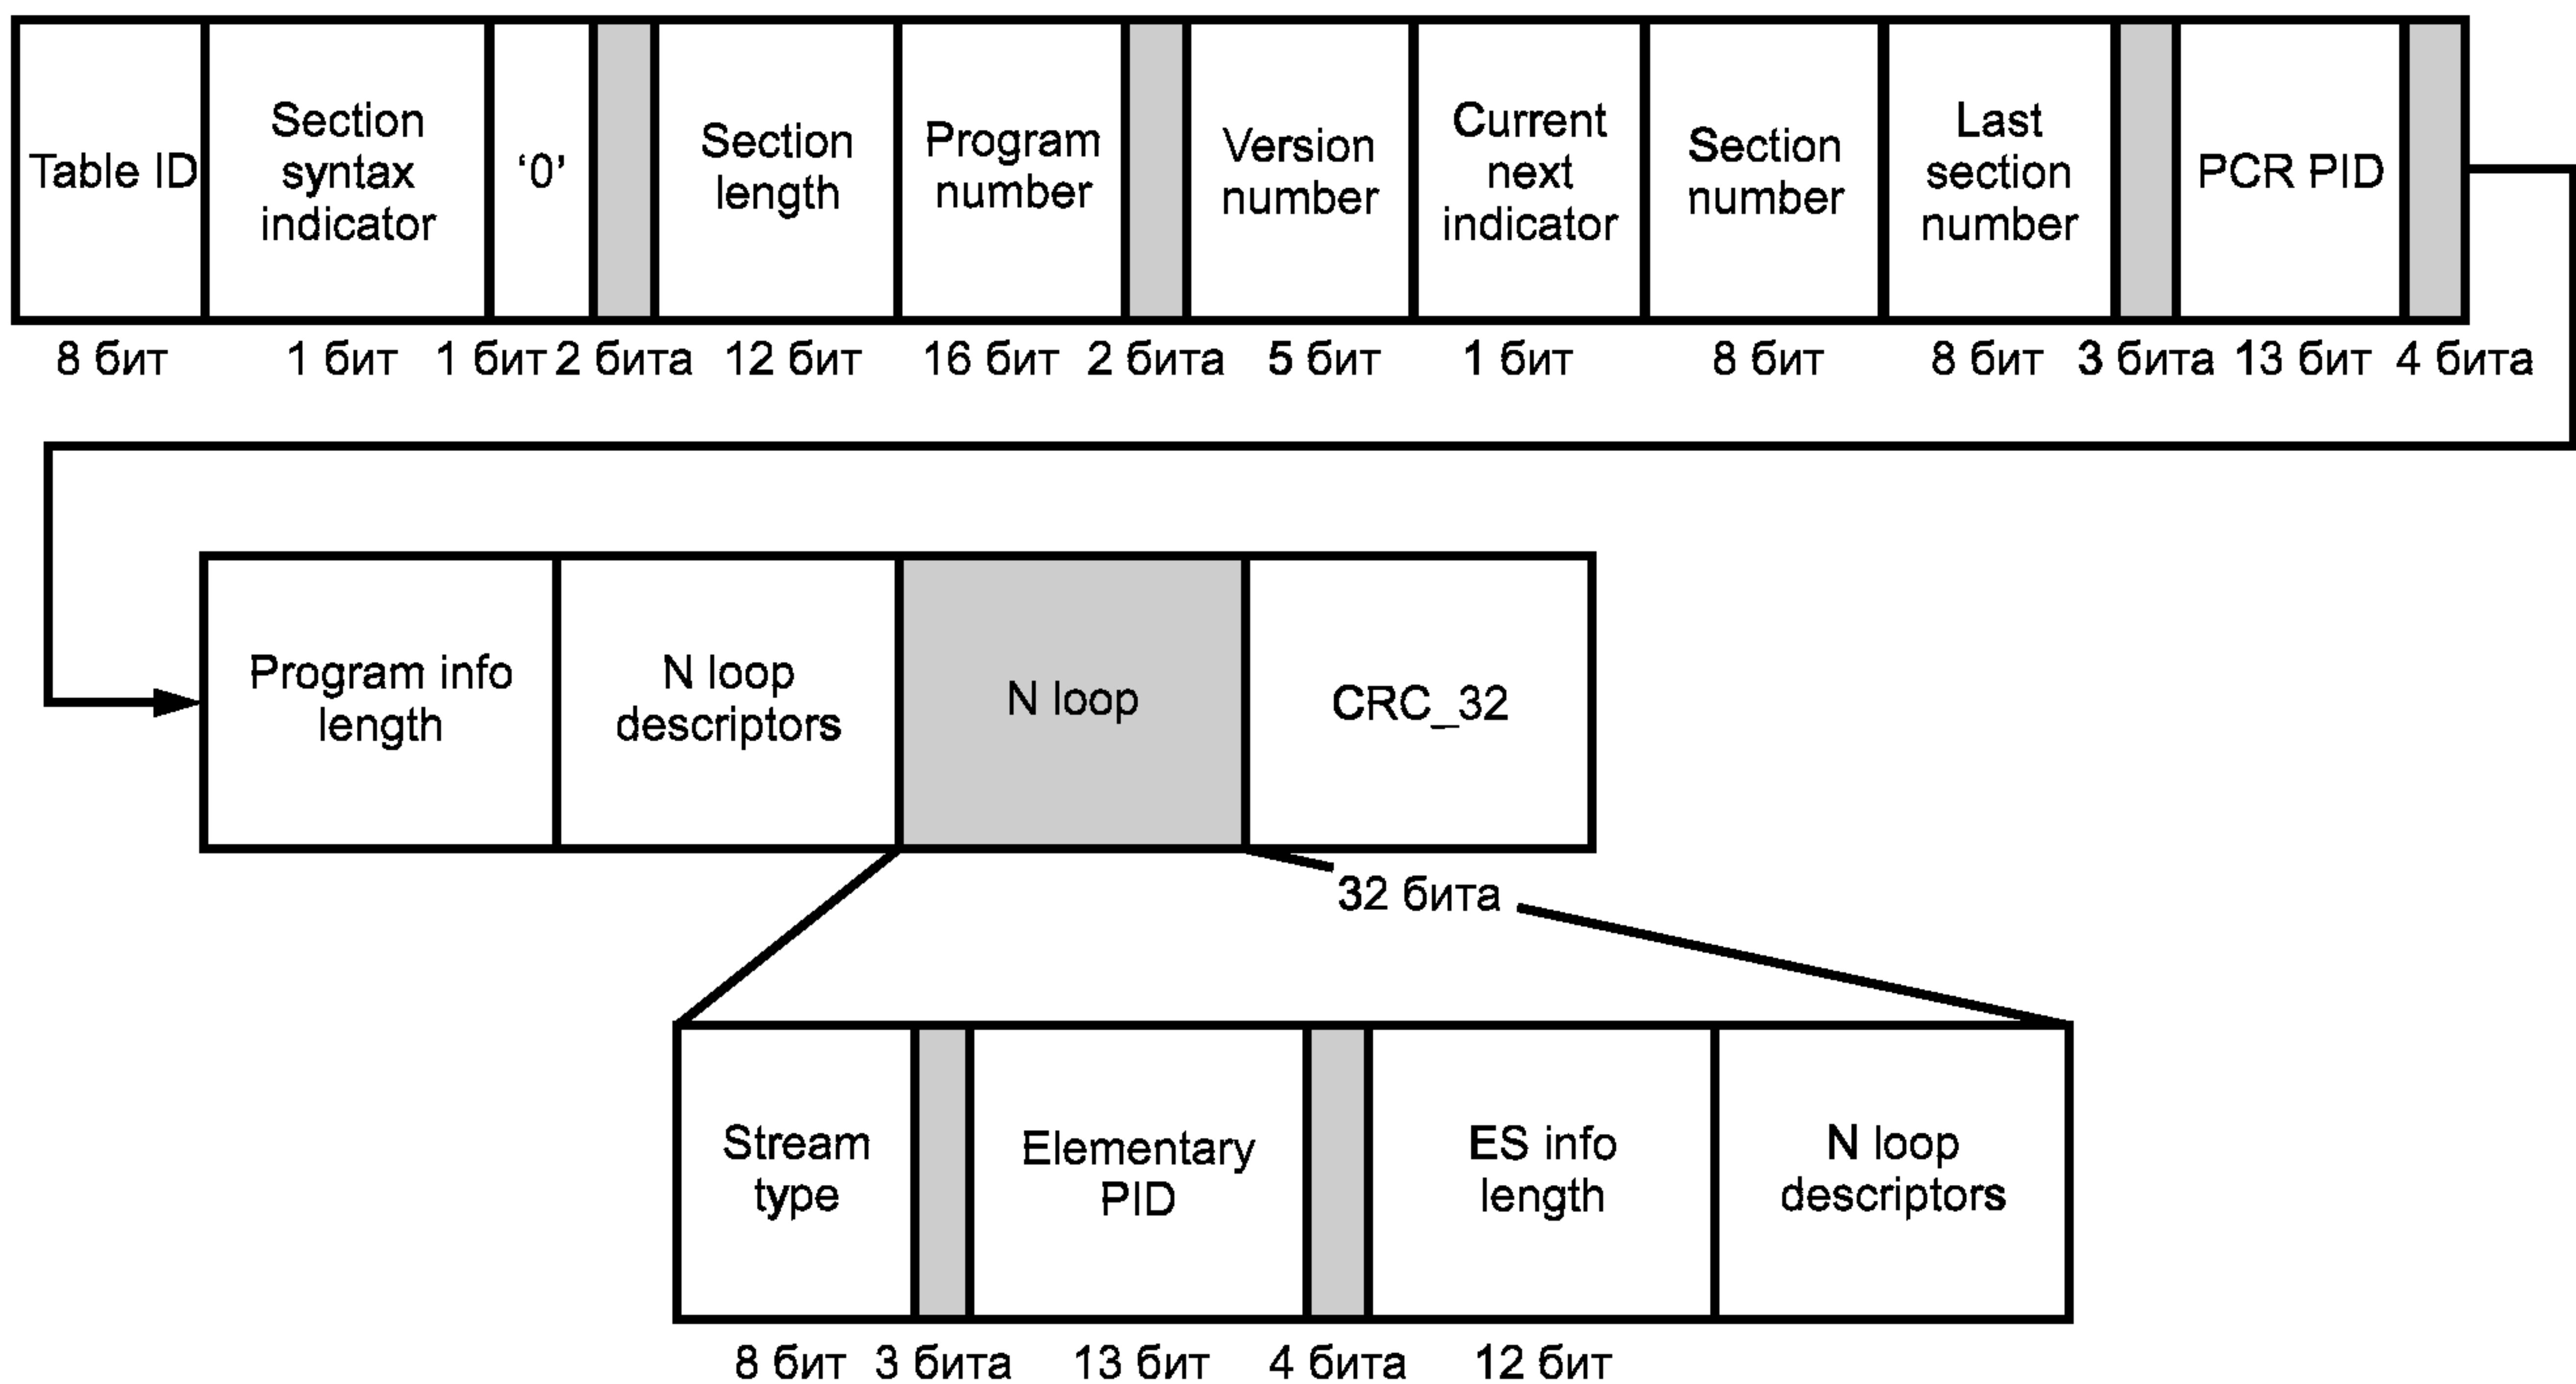 Table ID
Section
syntax
indicator
‘0’
Section
length
Program
number
Version
number
Current
next
indicator
Section
number
Last
section
number
PCR PID
8 бит 1 бит 1 бит 2 бита 12 бит 16 бит 2 бита 5 бит 1 бит 8 бит 8 бит 3 бита 13 бит 4 бита
Program info
length
N loop
descriptors
N loop
CRC_32
32 бита
Stream
type
Elementary
PID
ES info
length
N loop
descriptors
8 бит 3 бита 13 бит 4 бита 12 бит